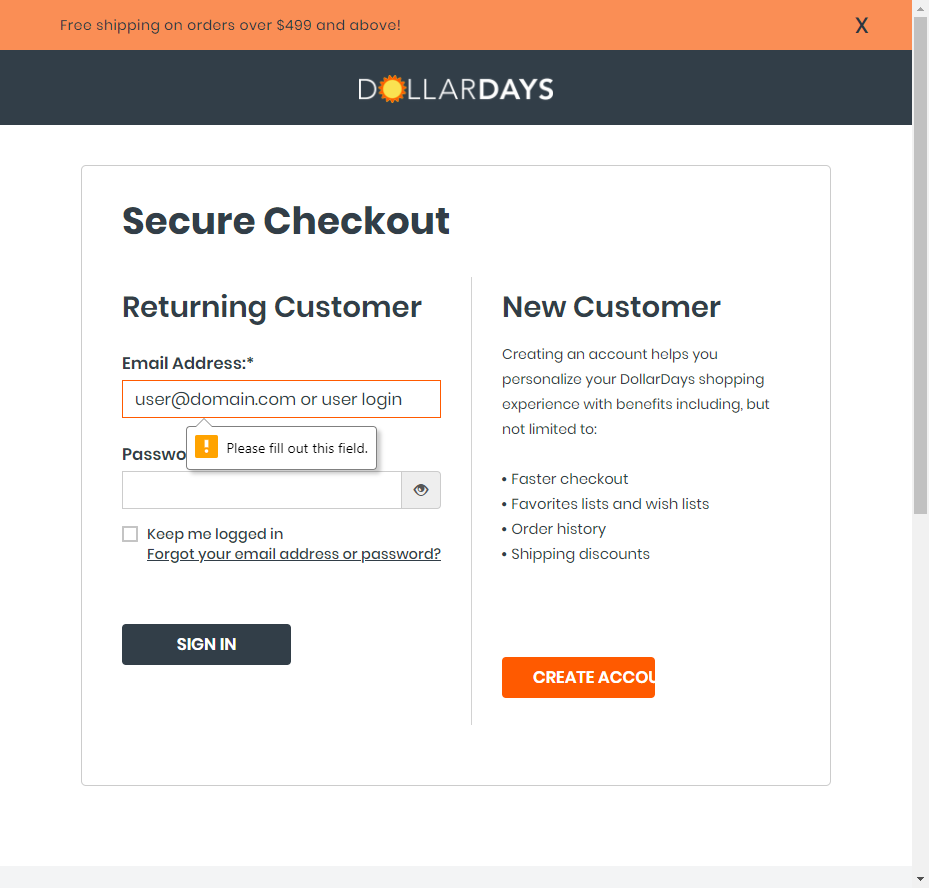 Free shipping on orders over $499 and above!
X
DOLLARDAYS
Secure Checkout
Returning Customer
Email Address:*
user@domain.com or user login
Please fill out this field.
Passwo
Keep me logged in
Forgot your email address or password?
SIGN IN
New Customer
Creating an account helps you
personalize your DollarDays shopping
experience with benefits including, but
not limited to:
• Faster checkout
• Favorites lists and wish lists
• Order history
• Shipping discounts
CREATE ACCOU